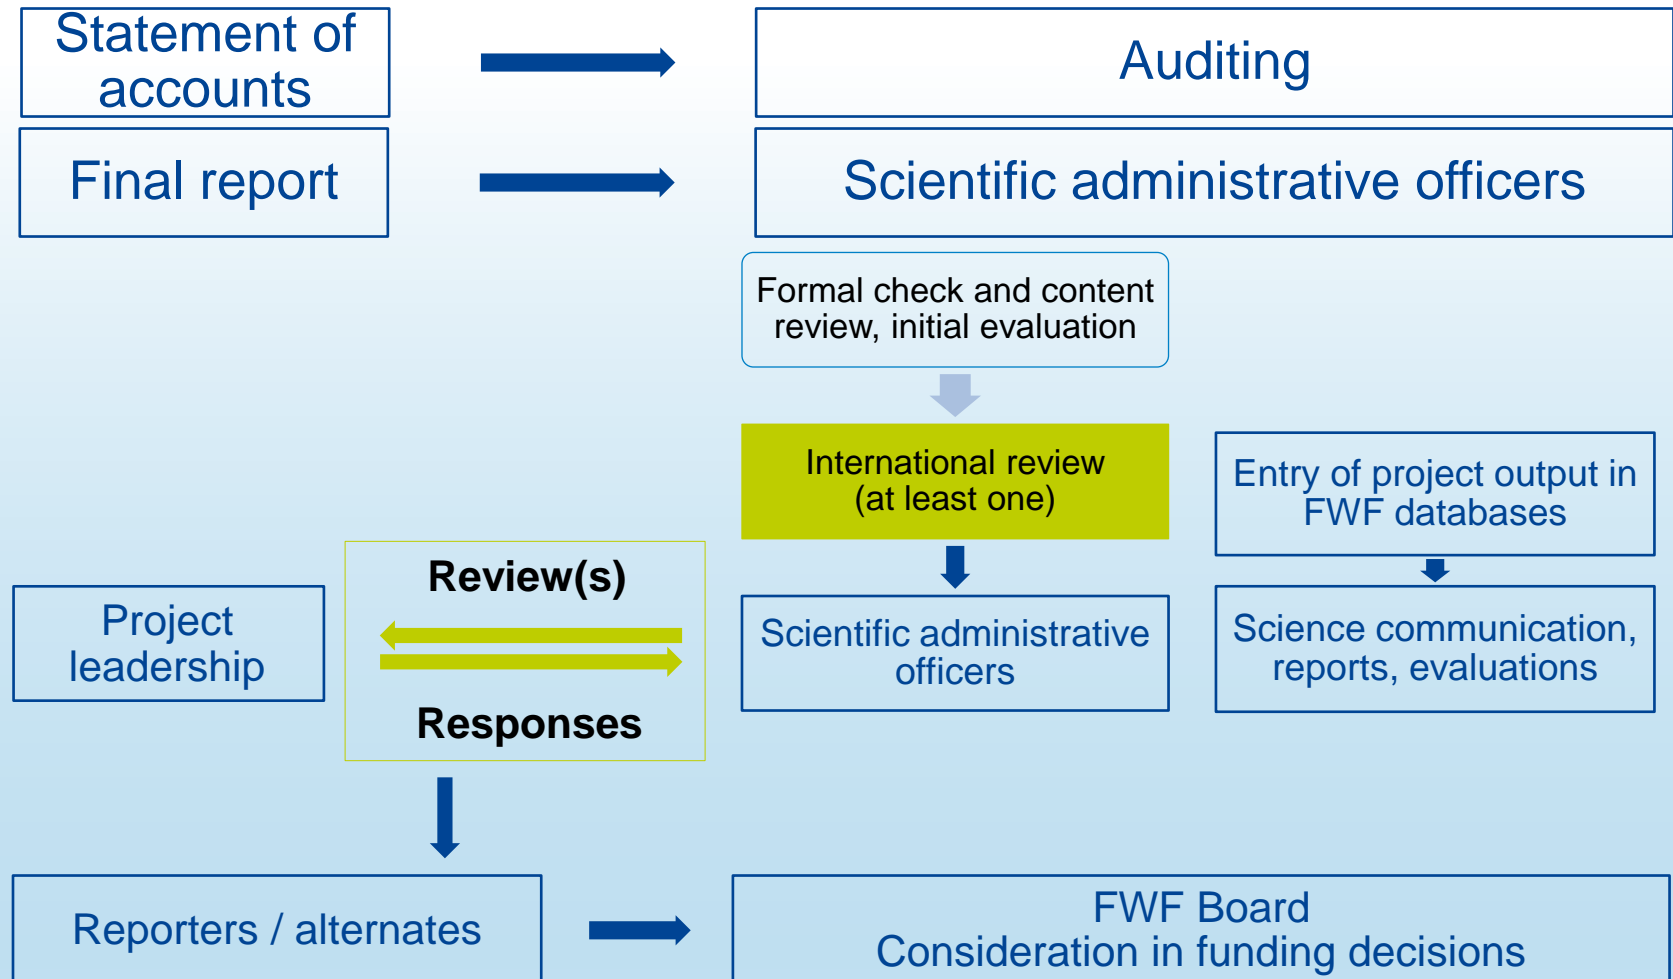 Statement of
accounts
Auditing
Final report
Scientific administrative officers
Formal check and content
review, initial evaluation
International review
(at least one)
Entry of project output in
FWF databases
Review(s)
Project
leadership
Scientific administrative
officers
Science communication,
reports, evaluations
Responses
Reporters / alternates
FWF Board
Consideration in funding decisions